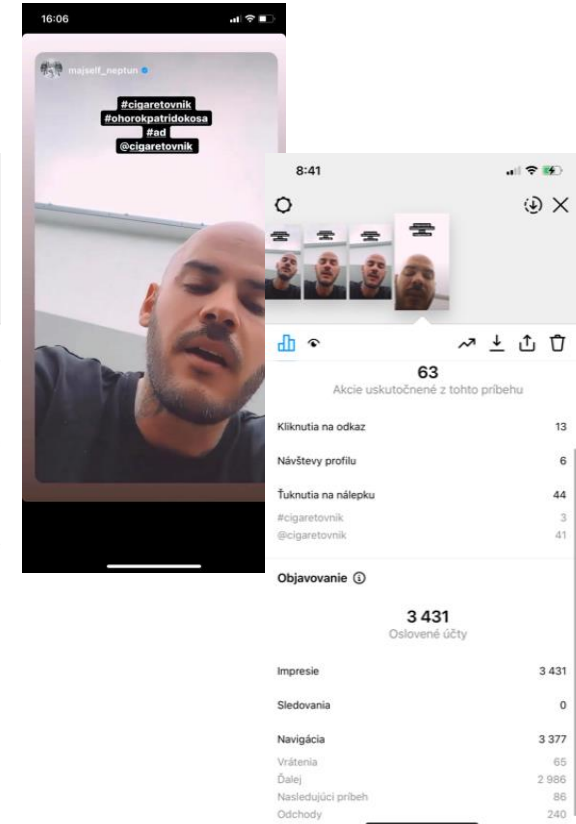 16:06
majself_neptun
#cigaretovnik
#ohorokpatridokosa
#ad
@cigaretovnik
8:41
63
Akcie uskutočnené z tohto príbehu
Kliknutia na odkaz 13
Návštevy profilu 6
Ťuknutia na nálepku 44
#cigaretovnik 3
@cigaretovnik 41
Objavovanie
3 431
Oslovené účty
Impresie 3 431
Sledovania 0
Navigácia 3 377
Vrátenia 65
Ďalej 2 986
Nasledujúci príbeh 86
Odchody 240